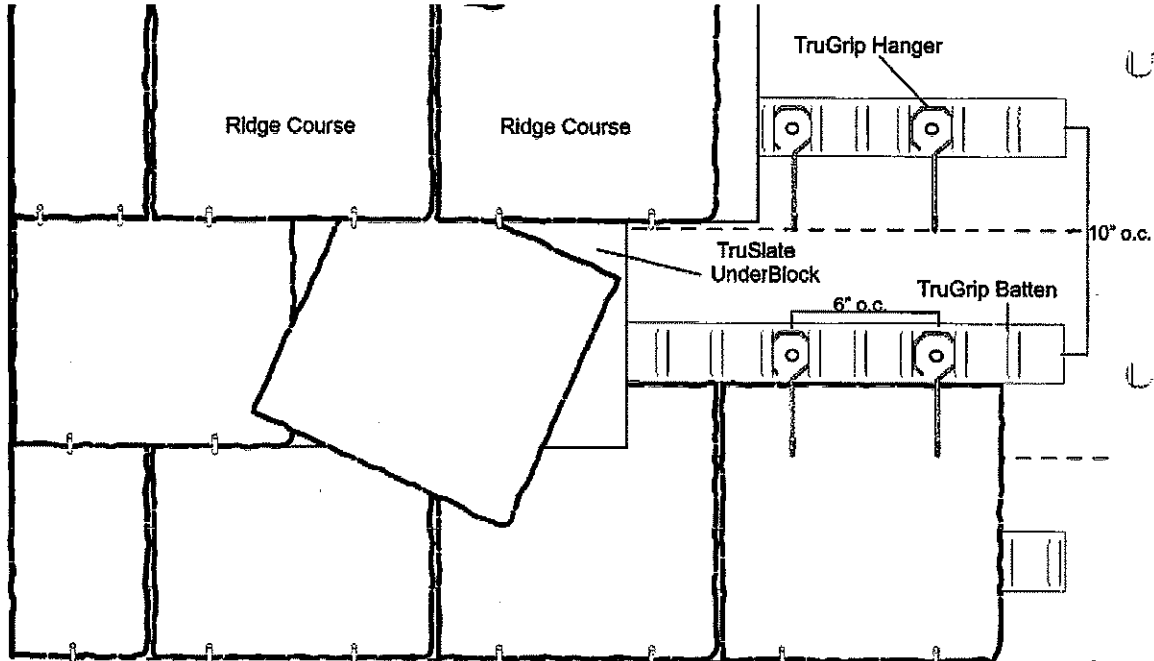 TruGrip Hanger
Ridge Course
Ridge Course
10" o.c.
TruSlate
UnderBlock
TruGrip Batten
6" o.c.